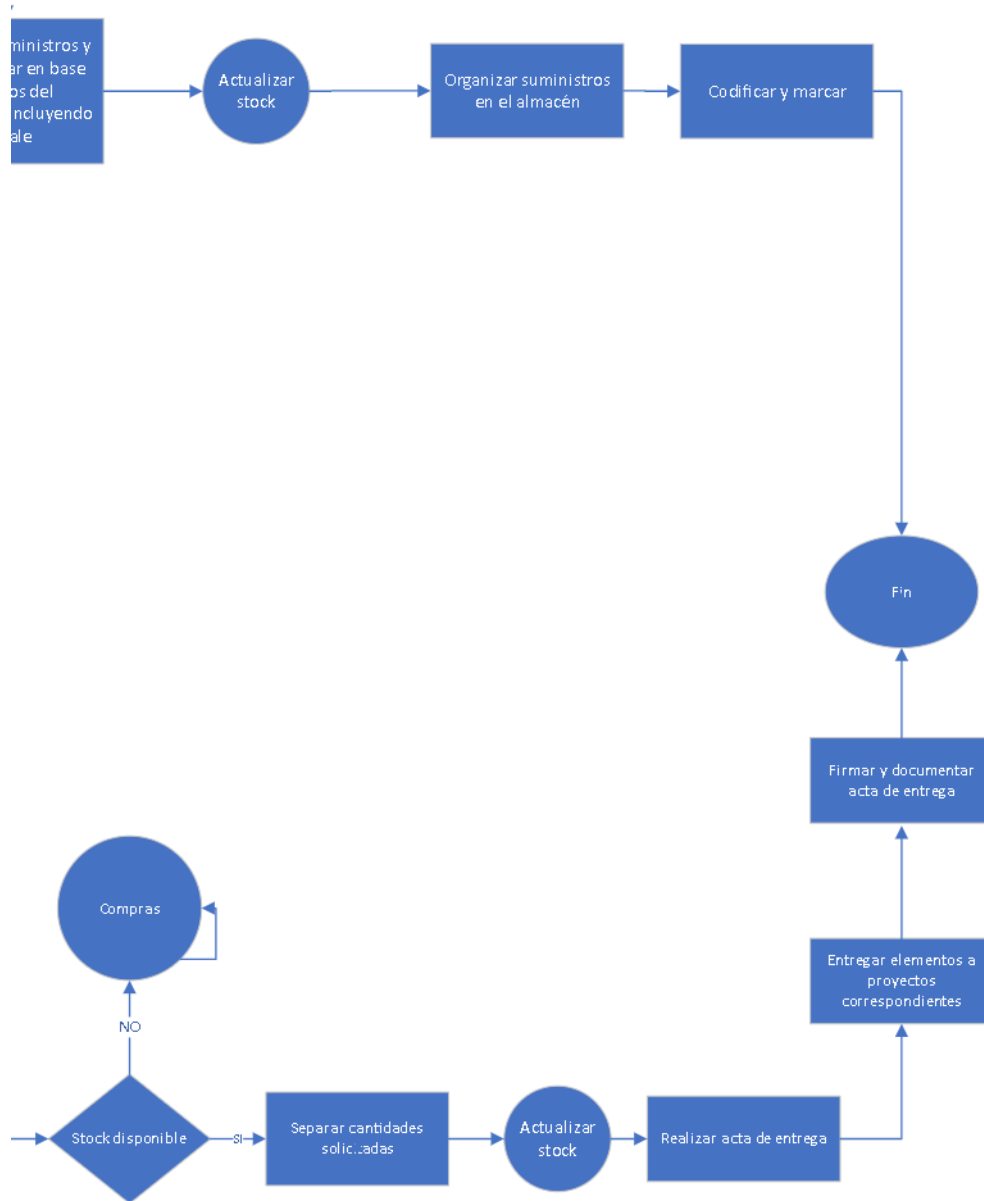 ministros y
ar en base
os del
ncluyendo
ale
Actualizar
stock
Organizar suministros
en el almacén
Codificar y marcar
Fin
Firmar y documentar
acta de entrega
Compras
Entregar elementos a
proyectos
correspondientes
NO
Stock disponible
SI
Separar cantidades
solicitadas
Actualizar
stock
Realizar acta de entrega